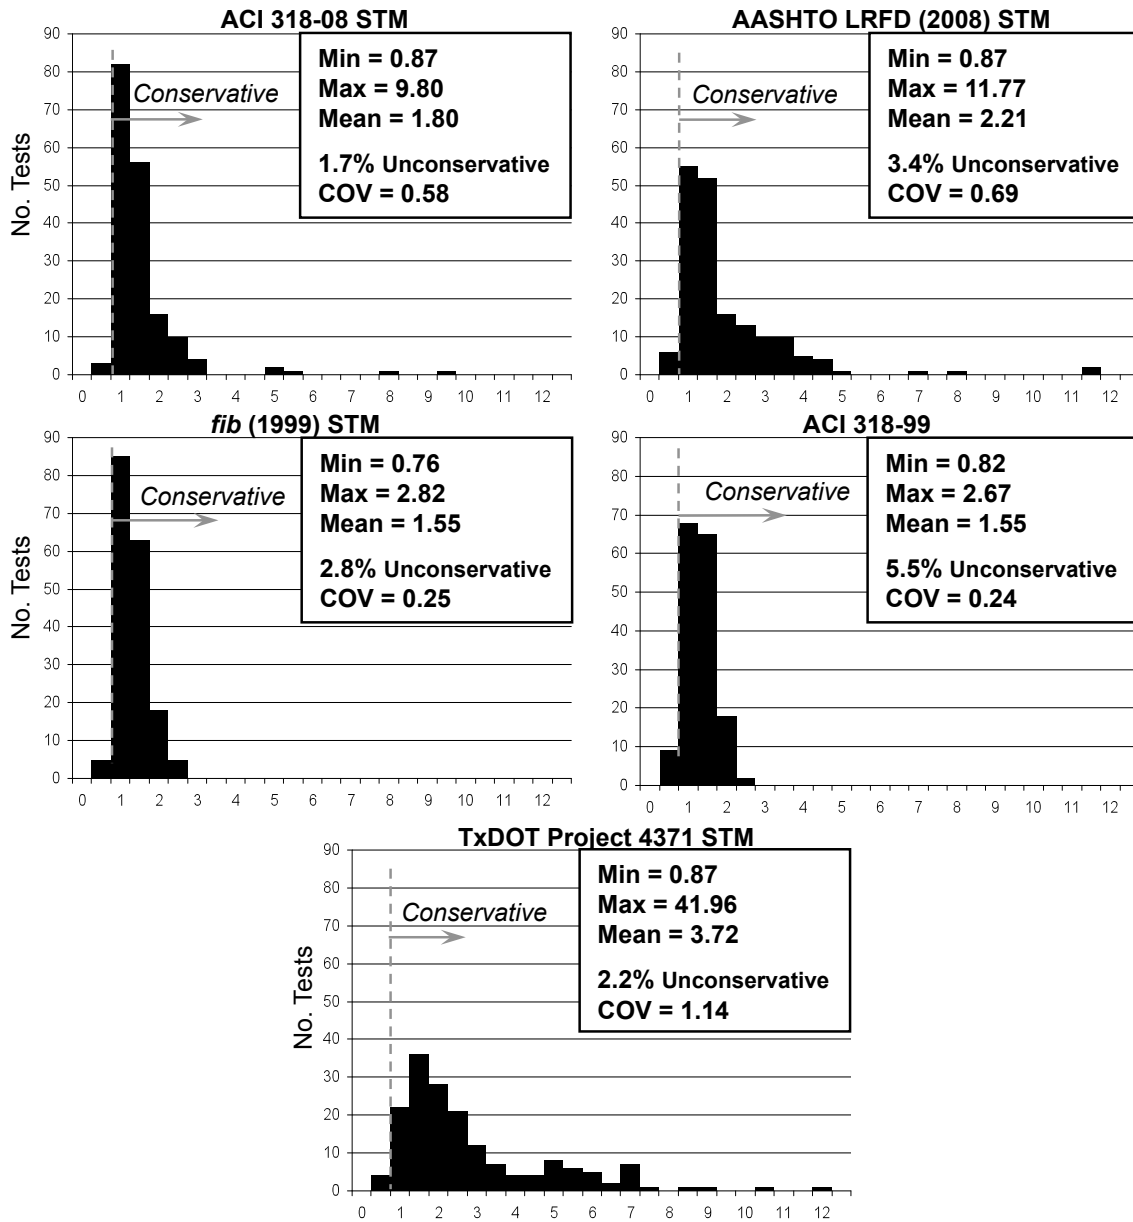 ACI 318-08 STM
90
80
70
60
50
40
30
20
10
0
No. Tests
Conservative
Min = 0.87
Max = 9.80
Mean = 1.80
1.7% Unconservative
COV = 0.58
0 1 2 3 4 5 6 7 8 9 10 11 12
AASHTO LRFD (2008) STM
90
80
70
60
50
40
30
20
10
0
Conservative
Min = 0.87
Max = 11.77
Mean = 2.21
3.4% Unconservative
COV = 0.69
0 1 2 3 4 5 6 7 8 9 10 11 12
fib (1999) STM
90
80
70
60
50
40
30
20
10
0
No. Tests
Conservative
Min = 0.76
Max = 2.82
Mean = 1.55
2.8% Unconservative
COV = 0.25
0 1 2 3 4 5 6 7 8 9 10 11 12
ACI 318-99
90
80
70
60
50
40
30
20
10
0
Conservative
Min = 0.82
Max = 2.67
Mean = 1.55
5.5% Unconservative
COV = 0.24
0 1 2 3 4 5 6 7 8 9 10 11 12
TxDOT Project 4371 STM
90
80
70
60
50
40
30
20
10
0
No. Tests
Conservative
Min = 0.87
Max = 41.96
Mean = 3.72
2.2% Unconservative
COV = 1.14
0 1 2 3 4 5 6 7 8 9 10 11 12